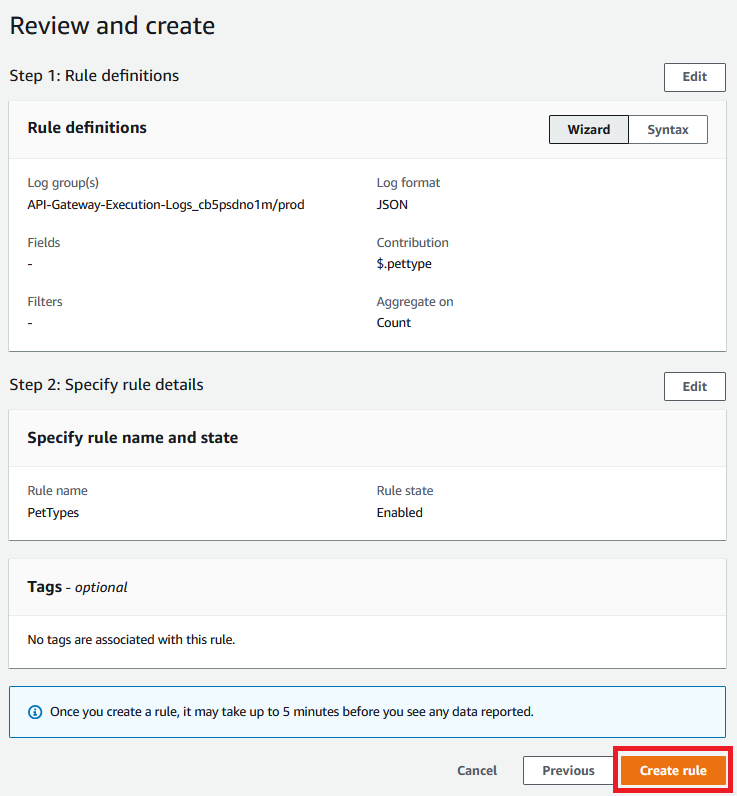 Review and create
Step 1: Rule definitions
Edit
Rule definitions
Wizard
Syntax
Log group(s)
Log format
API-Gateway-Execution-Logs_cb5psdno1m/prod
JSON
Fields
Contribution
-
$.pettype
Filters
Aggregate on
-
Count
Step 2: Specify rule details
Edit
Specify rule name and state
Rule name
Rule state
PetTypes
Enabled
Tags - optional
No tags are associated with this rule.
Once you create a rule, it may take up to 5 minutes before you see any data reported.
Cancel
Previous
Create rule